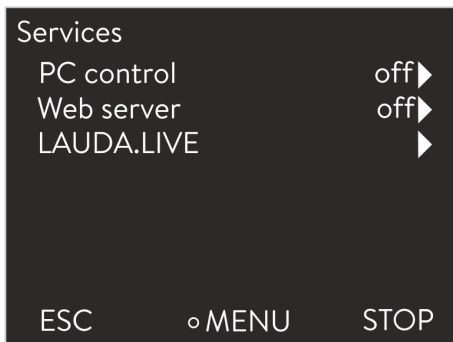 Services
PC control off
Web server off
LAUDA.LIVE
ESC MENU STOP